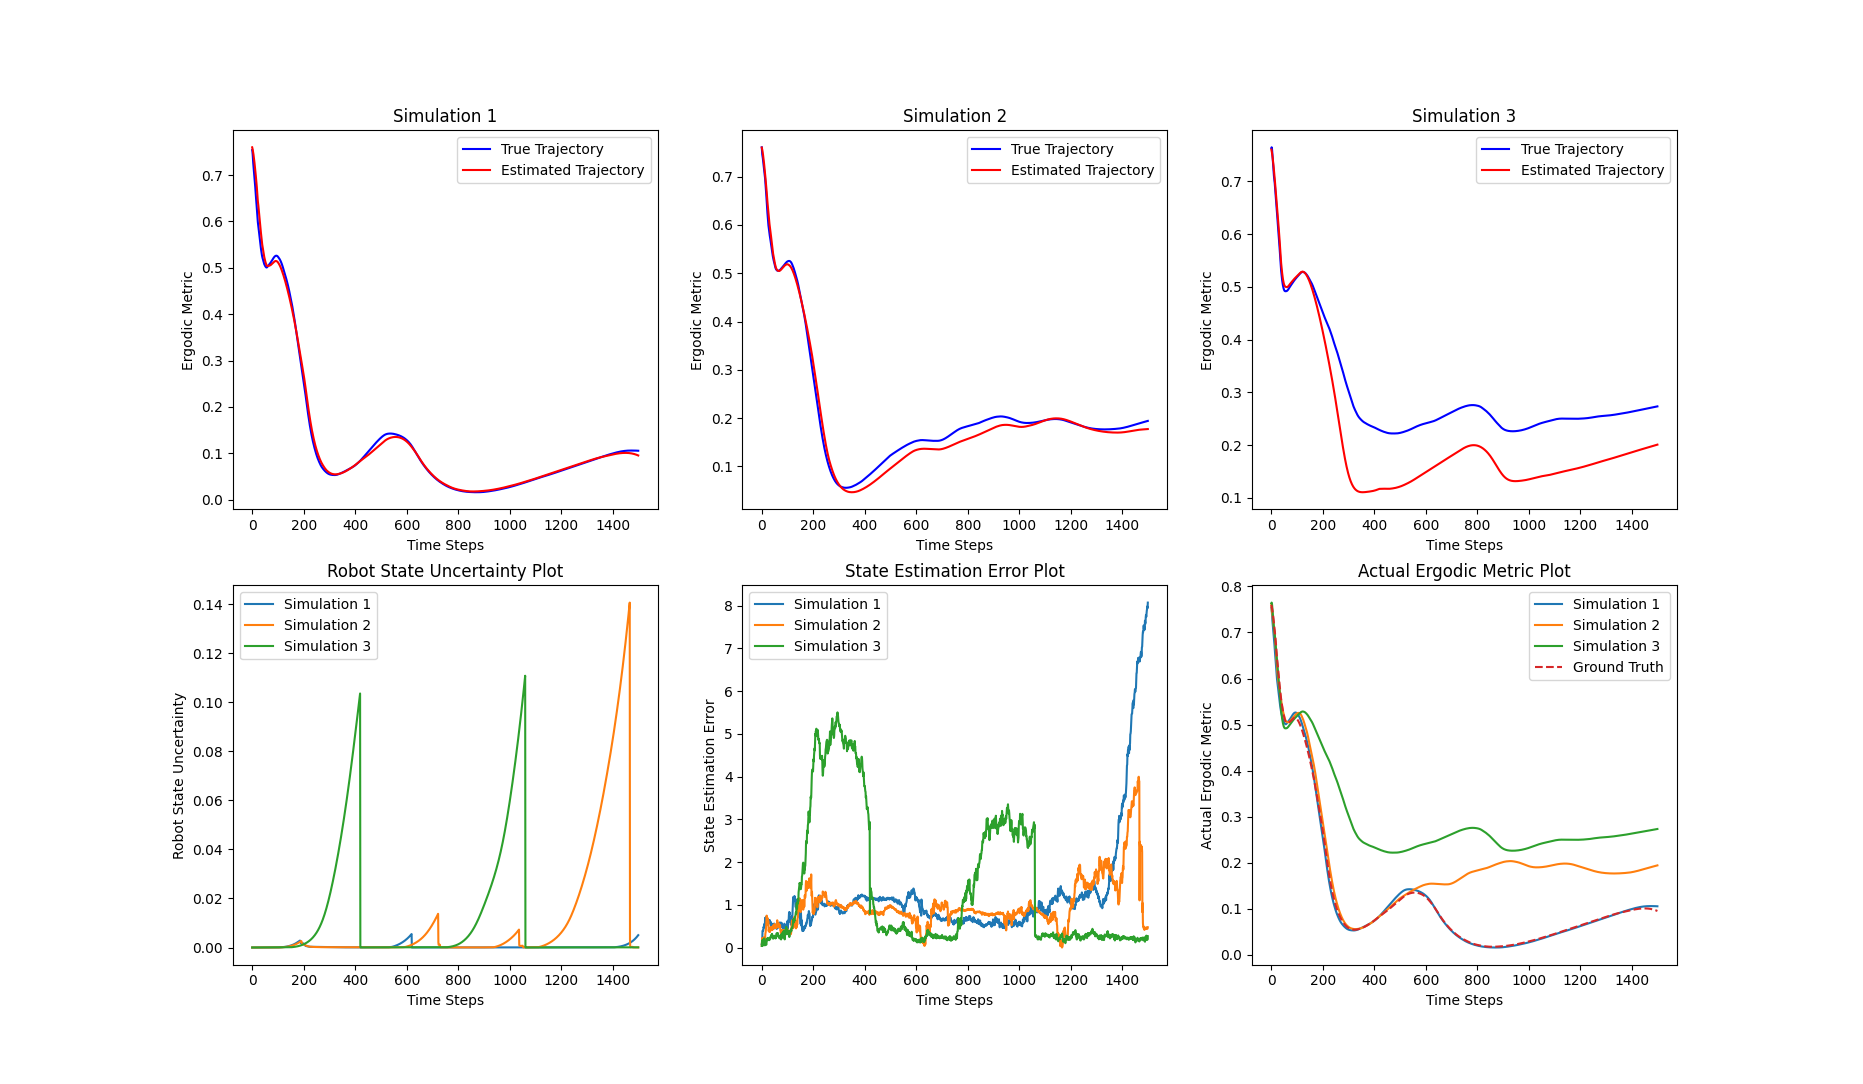 Simulation 1
Simulation 2
Simulation 3
Ergodic Metric
0.7
0.6
0.5
0.4
0.3
0.2
0.1
0.0
True Trajectory
Estimated Trajectory
0 200 400 600 800 1000 1200 1400
Time Steps
Ergodic Metric
0.7
0.6
0.5
0.4
0.3
0.2
0.1
True Trajectory
Estimated Trajectory
0 200 400 600 800 1000 1200 1400
Time Steps
Ergodic Metric
0.7
0.6
0.5
0.4
0.3
0.2
0.1
True Trajectory
Estimated Trajectory
0 200 400 600 800 1000 1200 1400
Time Steps
Robot State Uncertainty Plot
Robot State Uncertainty
0.14
0.12
0.10
0.08
0.06
0.04
0.02
0.00
Simulation 1
Simulation 2
Simulation 3
0 200 400 600 800 1000 1200 1400
Time Steps
State Estimation Error Plot
State Estimation Error
8
7
6
5
4
3
2
1
0
Simulation 1
Simulation 2
Simulation 3
0 200 400 600 800 1000 1200 1400
Time Steps
Actual Ergodic Metric Plot
Actual Ergodic Metric
0.8
0.7
0.6
0.5
0.4
0.3
0.2
0.1
0.0
Simulation 1
Simulation 2
Simulation 3
Ground Truth
0 200 400 600 800 1000 1200 1400
Time Steps